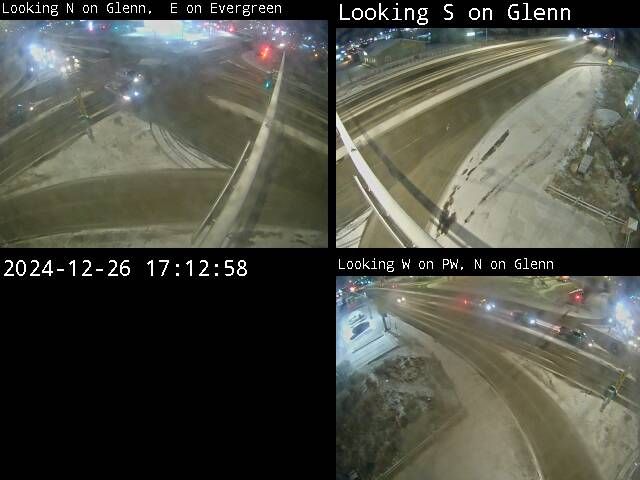 Looking N on Glenn, E on Evergreen
Looking S on Glenn
2024-12-26 17:12:58
Looking W on PW, N on Glenn